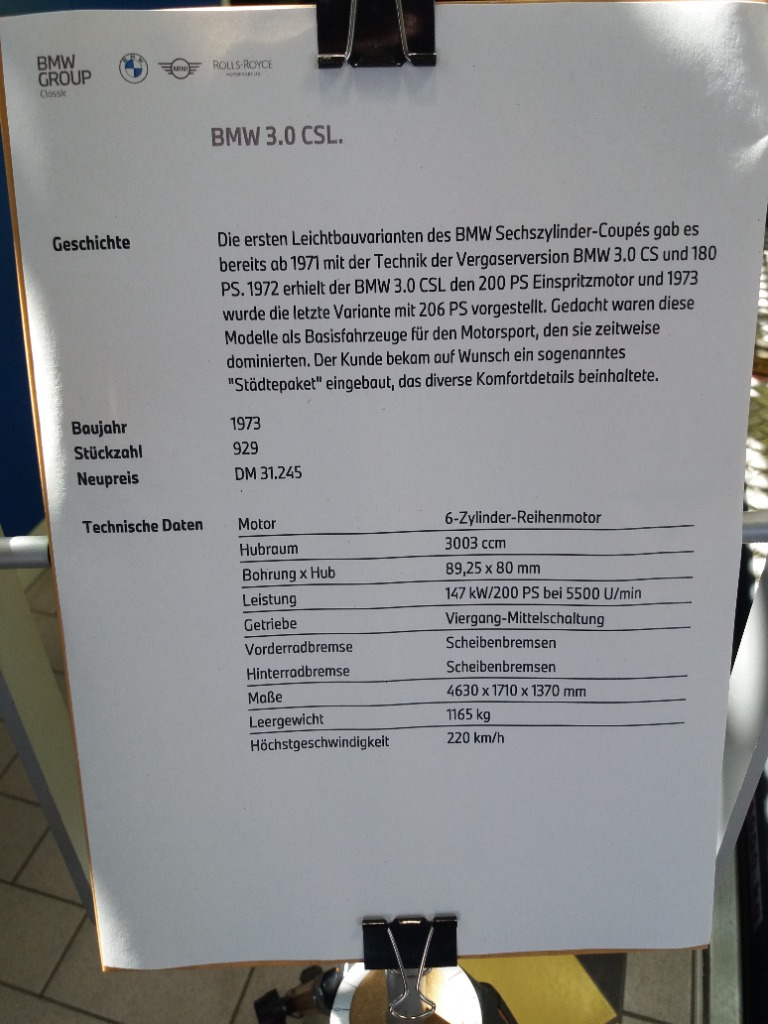 BMW
GROUP
Classic
BMW
MINI
ROLLS-ROYCE
MOTOR CARS LTD
BMW 3.0 CSL.
Geschichte
Die ersten Leichtbauvarianten des BMW Sechszylinder-Coupés gab es
bereits ab 1971 mit der Technik der Vergaserversion BMW 3.0 CS und 180
PS. 1972 erhielt der BMW 3.0 CSL den 200 PS Einspritzmotor und 1973
wurde die letzte Variante mit 206 PS vorgestellt. Gedacht waren diese
Modelle als Basisfahrzeuge für den Motorsport, den sie zeitweise
dominierten. Der Kunde bekam auf Wunsch ein sogenanntes
"Städtepaket" eingebaut, das diverse Komfortdetails beinhaltete.
Baujahr 1973
Stückzahl 929
Neupreis DM 31.245
Technische Daten Motor 6-Zylinder-Reihenmotor
Hubraum 3003 ccm
Bohrung x Hub 89,25 x 80 mm
Leistung 147 kW/200 PS bei 5500 U/min
Getriebe Viergang-Mittelschaltung
Vorderradbremse Scheibenbremsen
Hinterradbremse Scheibenbremsen
Maße 4630 x 1710 x 1370 mm
Leergewicht 1165 kg
Höchstgeschwindigkeit 220 km/h